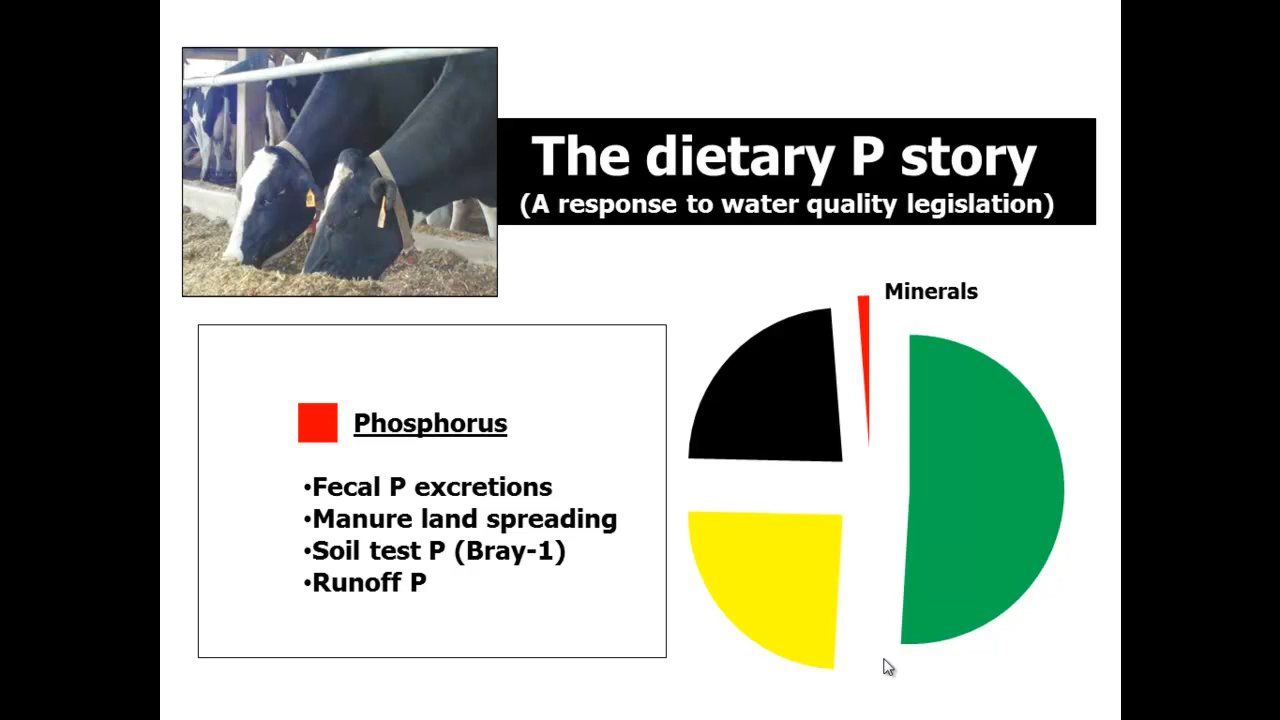 The dietary P story
(A response to water quality legislation)
Minerals
Phosphorus
•Fecal P excretions
•Manure land spreading
•Soil test P (Bray-1)
•Runoff P